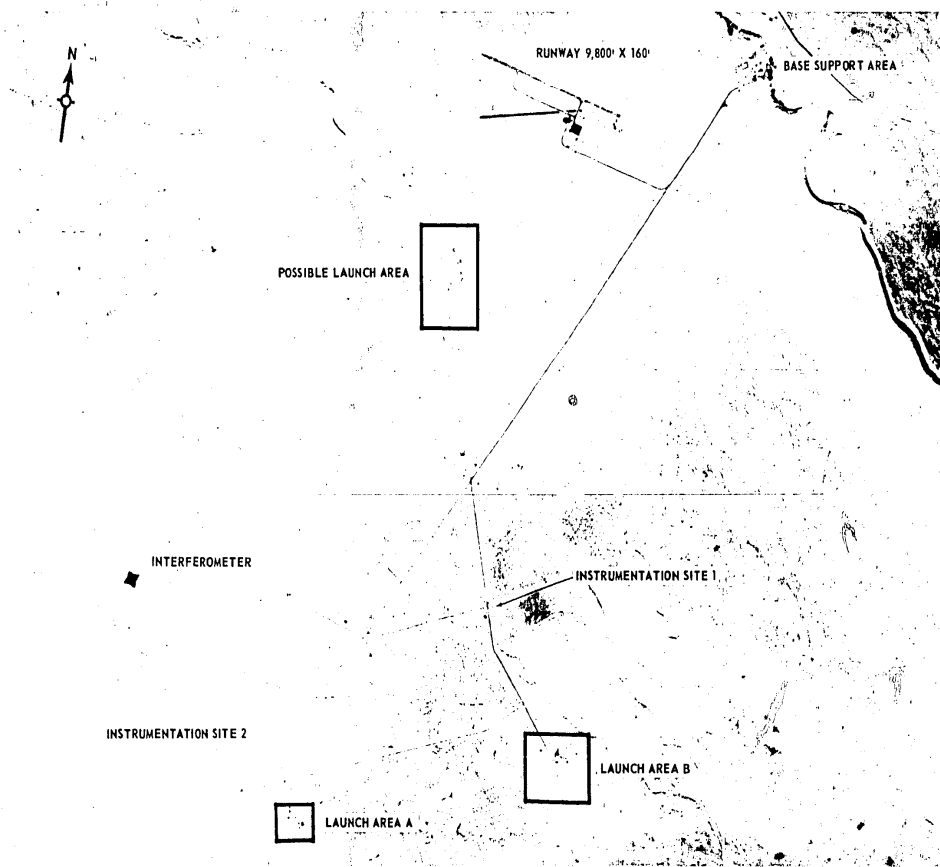 N
RUNWAY 9,800' X 160'
BASE SUPPORT AREA
POSSIBLE LAUNCH AREA
INTERFEROMETER
INSTRUMENTATION SITE 1
INSTRUMENTATION SITE 2
LAUNCH AREA B
LAUNCH AREA A